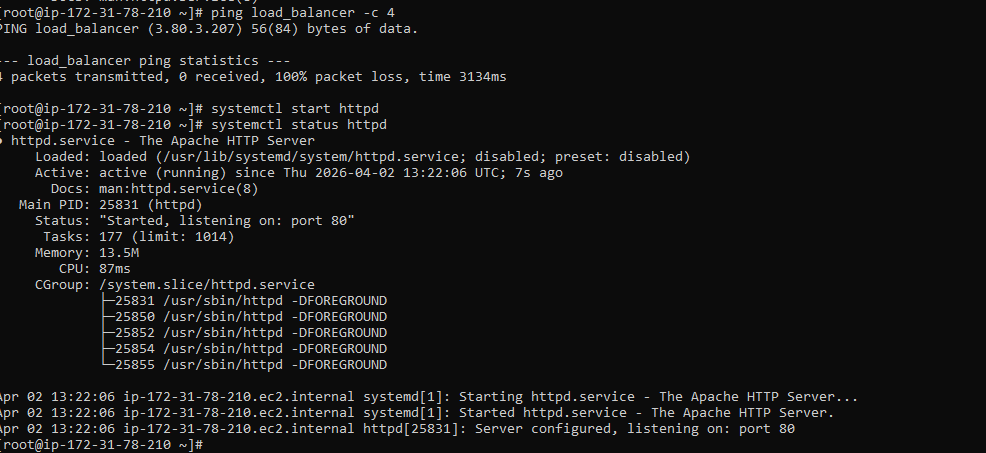 [root@ip-172-31-78-210 ~]# ping load_balancer -c 4
PING load_balancer (3.80.3.207) 56(84) bytes of data.
--- load_balancer ping statistics ---
4 packets transmitted, 0 received, 100% packet loss, time 3134ms
[root@ip-172-31-78-210 ~]# systemctl start httpd
[root@ip-172-31-78-210 ~]# systemctl status httpd
● httpd.service - The Apache HTTP Server
Loaded: loaded (/usr/lib/systemd/system/httpd.service; disabled; preset: disabled)
Active: active (running) since Thu 2026-04-02 13:22:06 UTC; 7s ago
Docs: man:httpd.service(8)
Main PID: 25831 (httpd)
Status: "Started, listening on: port 80"
Tasks: 177 (limit: 1014)
Memory: 13.5M
CPU: 87ms
CGroup: /system.slice/httpd.service
├─25831 /usr/sbin/httpd -DFOREGROUND
├─25850 /usr/sbin/httpd -DFOREGROUND
├─25852 /usr/sbin/httpd -DFOREGROUND
├─25854 /usr/sbin/httpd -DFOREGROUND
└─25855 /usr/sbin/httpd -DFOREGROUND
Apr 02 13:22:06 ip-172-31-78-210.ec2.internal systemd[1]: Starting httpd.service - The Apache HTTP Server...
Apr 02 13:22:06 ip-172-31-78-210.ec2.internal systemd[1]: Started httpd.service - The Apache HTTP Server.
Apr 02 13:22:06 ip-172-31-78-210.ec2.internal httpd[25831]: Server configured, listening on: port 80
[root@ip-172-31-78-210 ~]#